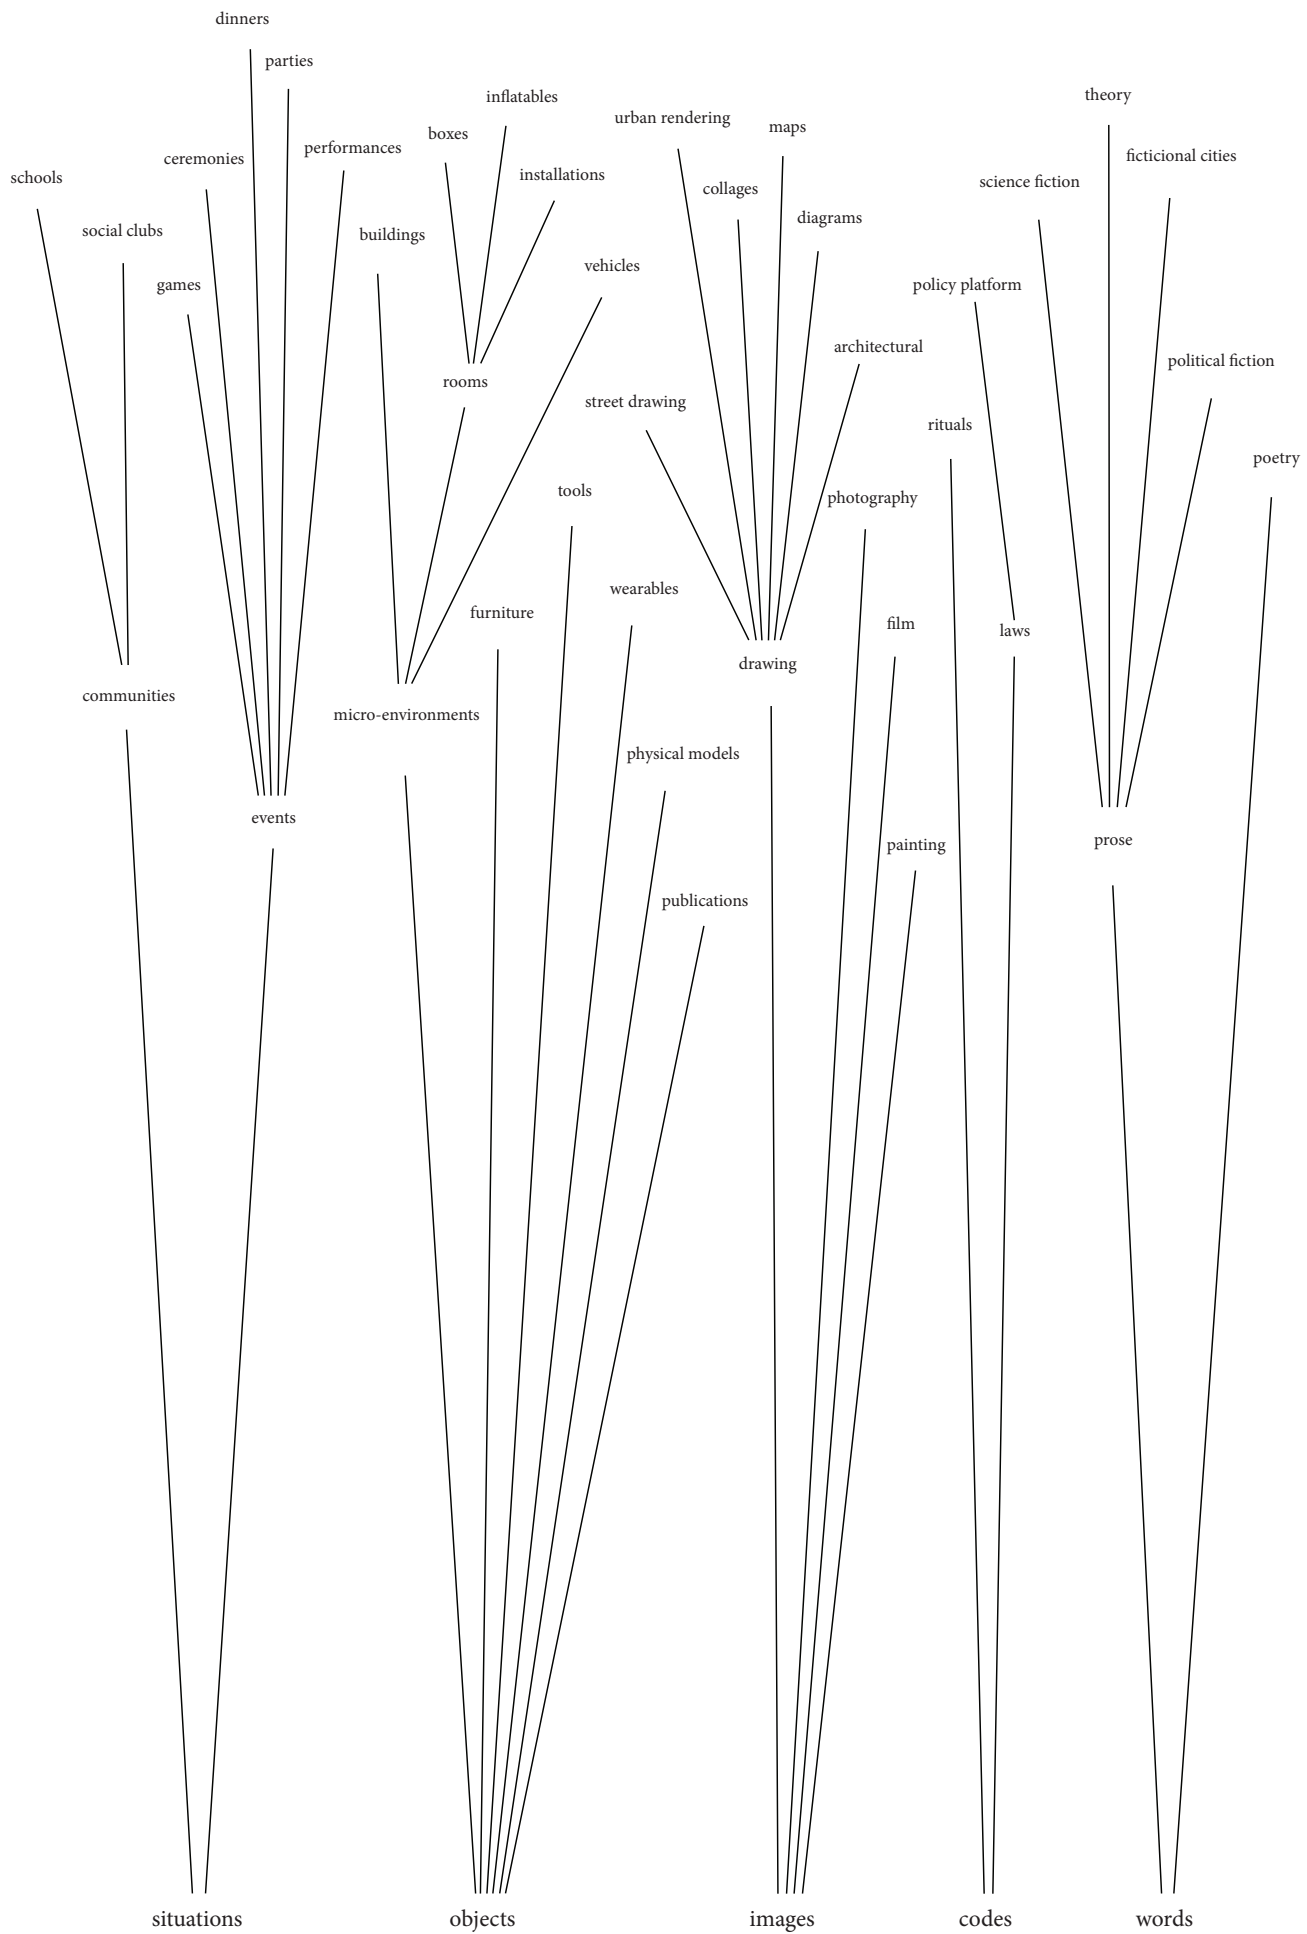 dinners
parties
inflatables
theory
urban rendering
maps
boxes
performances
ceremonies
ficticional cities
installations
schools
science fiction
collages
diagrams
social clubs
buildings
vehicles
games
policy platform
architectural
political fiction
rooms
street drawing
rituals
poetry
tools
photography
wearables
furniture
film
laws
drawing
communities
micro-environments
physical models
events
prose
painting
publications
situations
objects
images
codes
words